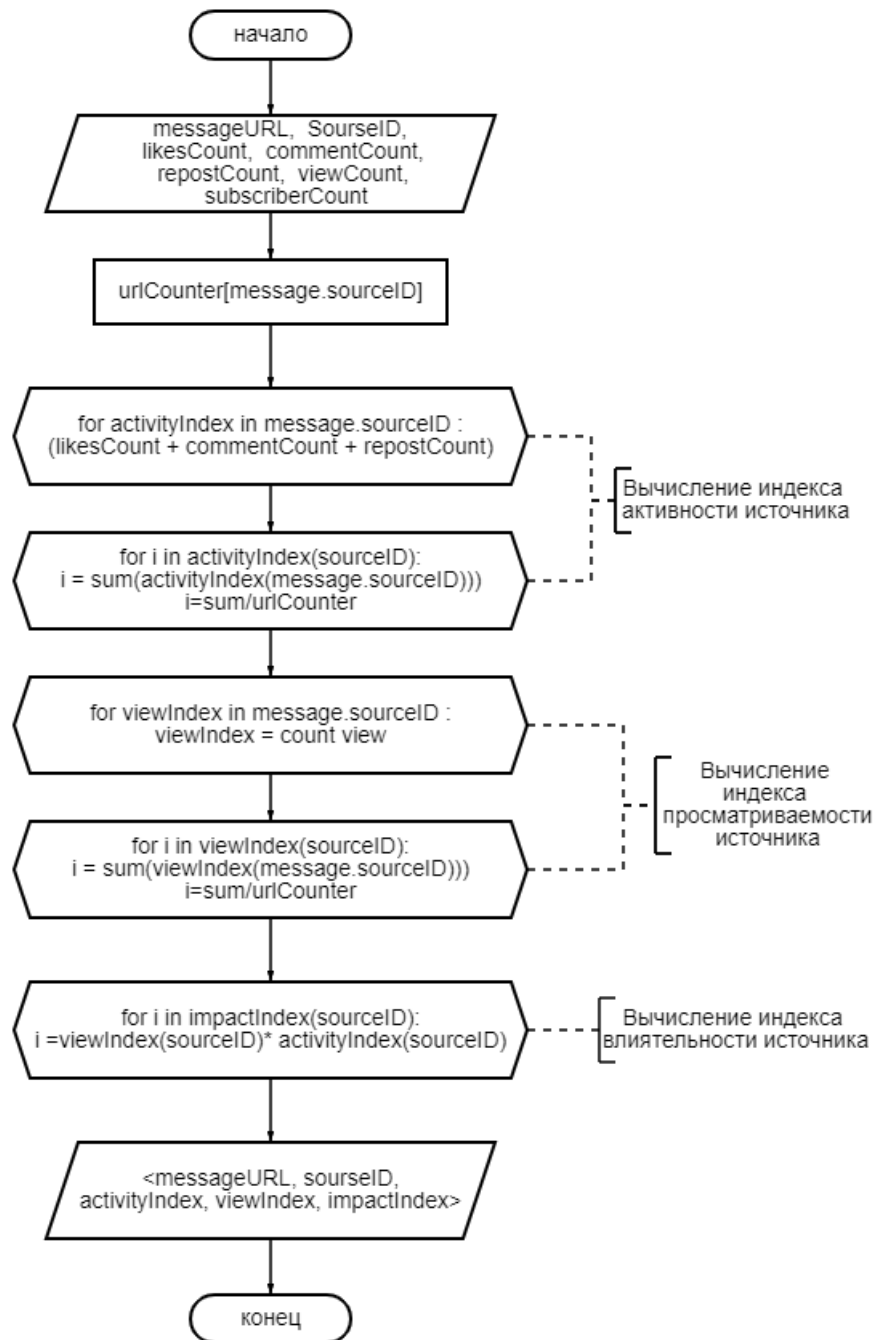 начало
messageURL, SourseID,
likesCount, commentCount,
repostCount, viewCount,
subscriberCount
urlCounter[message.sourceID]
for activityIndex in message.sourceID :
(likesCount + commentCount + repostCount)
Вычисление индекса
активности источника
for i in activityIndex(sourceID):
i = sum(activityIndex(message.sourceID)))
i=sum/urlCounter
for viewIndex in message.sourceID :
viewIndex = count view
Вычисление
индекса
просматриваемости
источника
for i in viewIndex(sourceID):
i = sum(viewIndex(message.sourceID)))
i=sum/urlCounter
for i in impactIndex(sourceID):
i =viewIndex(sourceID)* activityIndex(sourceID)
Вычисление индекса
влиятельности источника
<messageURL, sourseID,
activityIndex, viewIndex, impactIndex>
конец